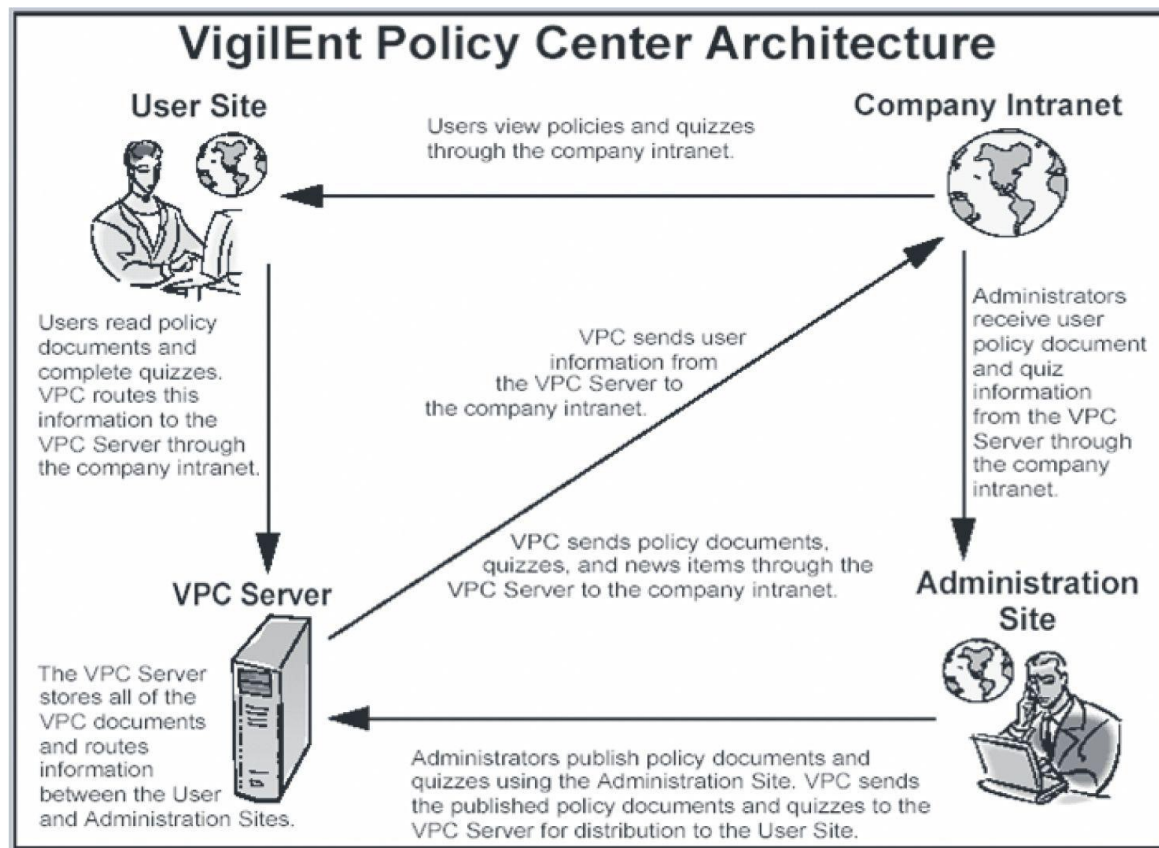 VigilEnt Policy Center Architecture
User Site
Company Intranet
Users view policies and quizzes
through the company intranet.
Users read policy
documents and
complete quizzes.
VPC routes this
information to the
VPC Server through
the company intranet.
VPC sends user
information from
the VPC Server to
the company intranet.
Administrators
receive user
policy document
and quiz
information
from the VPC
Server through
the company
intranet.
VPC sends policy documents,
quizzes, and news items through the
VPC Server to the company intranet.
VPC Server
Administration
Site
The VPC Server
stores all of the
VPC documents
and routes
information
between the User
and Administration Sites.
Administrators publish policy documents and
quizzes using the Administration Site. VPC sends
the published policy documents and quizzes to the
VPC Server for distribution to the User Site.